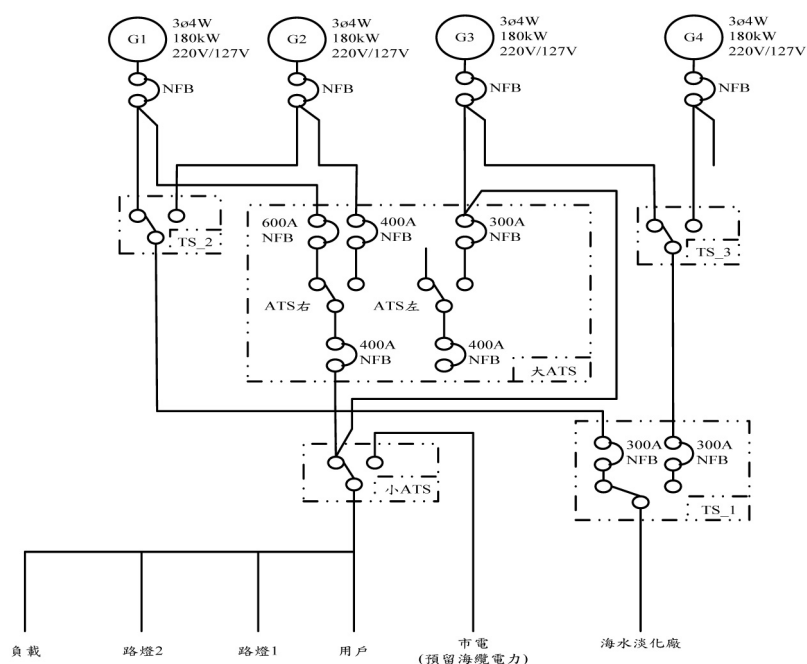 G1
3ø4W
180kW
220V/127V
NFB
G2
3ø4W
180kW
220V/127V
NFB
G3
3ø4W
180kW
220V/127V
NFB
G4
3ø4W
180kW
220V/127V
NFB
TS_2
600A
NFB
400A
NFB
300A
NFB
TS_3
ATS右
ATS左
400A
NFB
400A
NFB
大ATS
300A
NFB
300A
NFB
小ATS
TS_1
負載
路燈2
路燈1
用戶
市電
(預留海纜電力)
海水淡化廠